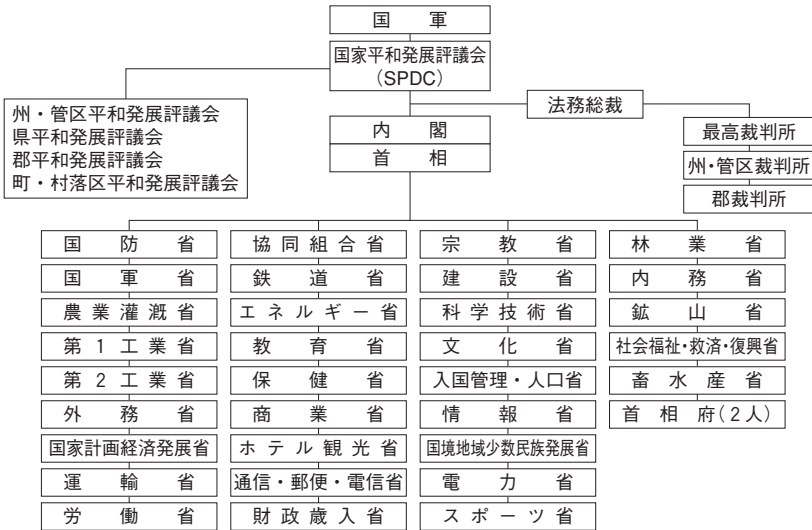 国軍
国家平和発展評議会
(SPDC)
法務総裁
州・管区平和発展評議会
県平和発展評議会
郡平和発展評議会
町・村落区平和発展評議会
内閣
首相
最高裁判所
州・管区裁判所
郡裁判所
国防省
国軍省
農業灌漑省
第1工業省
第2工業省
外務省
国家計画経済発展省
運輸省
労働省
協同組合省
鉄道省
エネルギー省
教育省
保健省
商業省
ホテル観光省
通信・郵便・電信省
財政歳入省
宗教省
建設省
科学技術省
文化省
入国管理・人口省
情報省
国境地域少数民族発展省
電力省
スポーツ省
林業省
内務省
鉱山省
社会福祉・救済・復興省
畜水産省
首相府(2人)